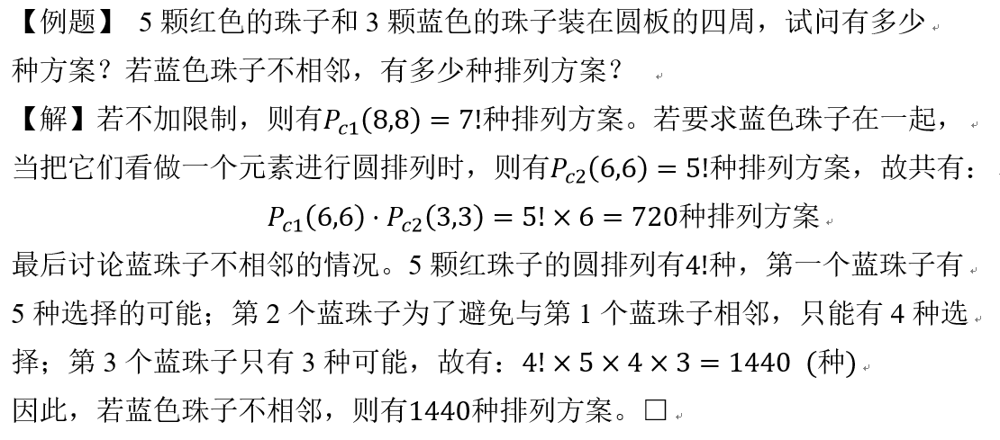 【例题】 5 颗红色的珠子和 3 颗蓝色的珠子装在圆板的四周，试问有多少
种方案？若蓝色珠子不相邻，有多少种排列方案？
【解】若不加限制，则有P_{c1}(8,8) = 7!种排列方案。若要求蓝色珠子在一起，
当把它们看做一个元素进行圆排列时，则有P_{c2}(6,6) = 5!种排列方案，故共有：
P_{c1}(6,6) · P_{c2}(3,3) = 5! × 6 = 720种排列方案
最后讨论蓝珠子不相邻的情况。5 颗红珠子的圆排列有4!种，第一个蓝珠子有
5 种选择的可能；第 2 个蓝珠子为了避免与第 1 个蓝珠子相邻，只能有 4 种选
择；第 3 个蓝珠子只有 3 种可能，故有：4! × 5 × 4 × 3 = 1440 (种)
因此，若蓝色珠子不相邻，则有1440种排列方案。□